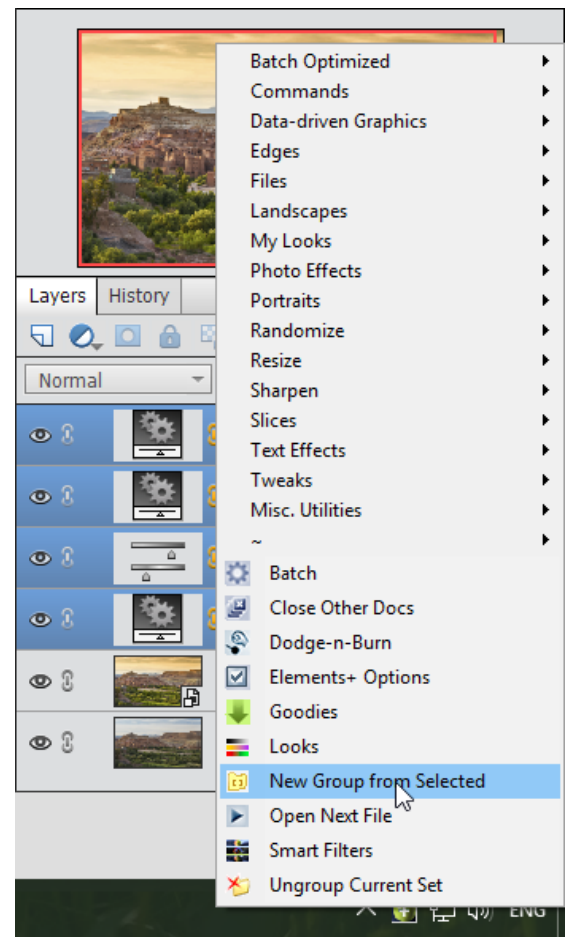 Batch Optimized
Commands
Data-driven Graphics
Edges
Files
Landscapes
My Looks
Photo Effects
Portraits
Randomize
Resize
Sharpen
Slices
Text Effects
Tweaks
Misc. Utilities
~
Batch
Close Other Docs
Dodge-n-Burn
Elements+ Options
Goodies
Looks
New Group from Selected
Open Next File
Smart Filters
Ungroup Current Set
Layers History
Normal
ENG